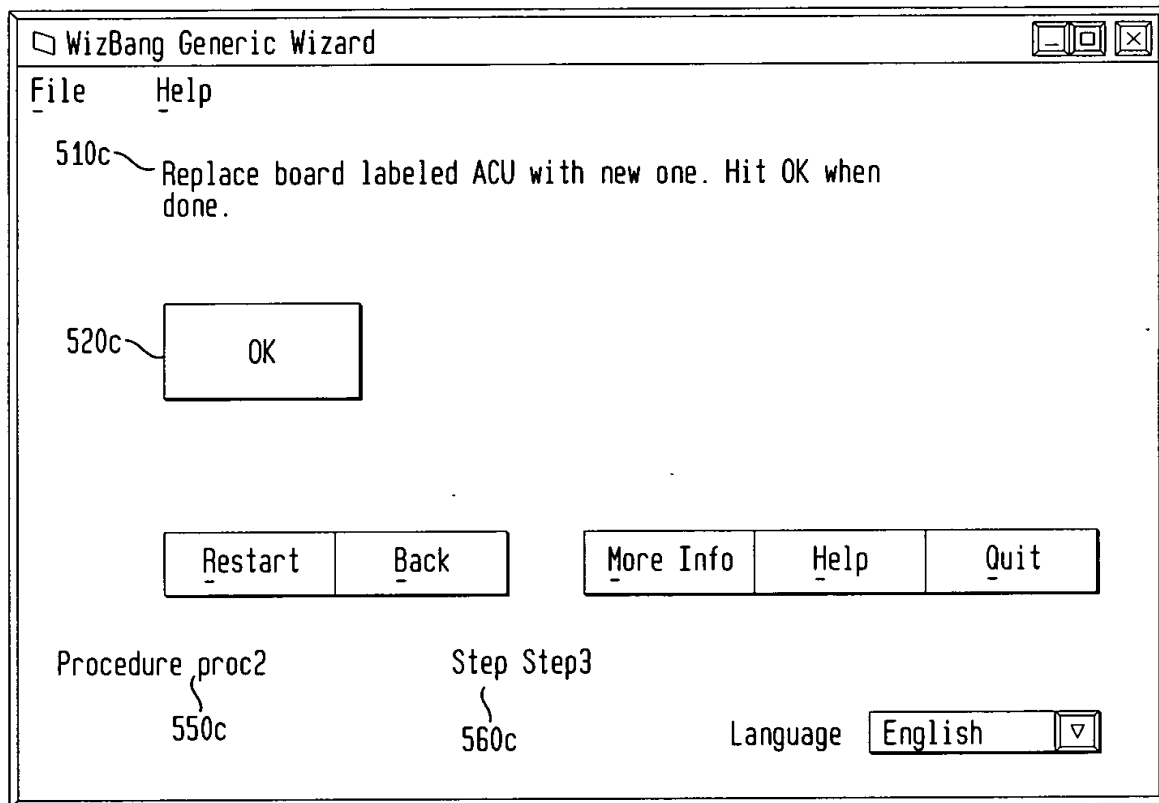 WizBang Generic Wizard
File Help
510c
Replace board labeled ACU with new one. Hit OK when
done.
520c
OK
Restart Back More Info Help Quit
Procedure proc2 Step Step3
550c 560c
Language English